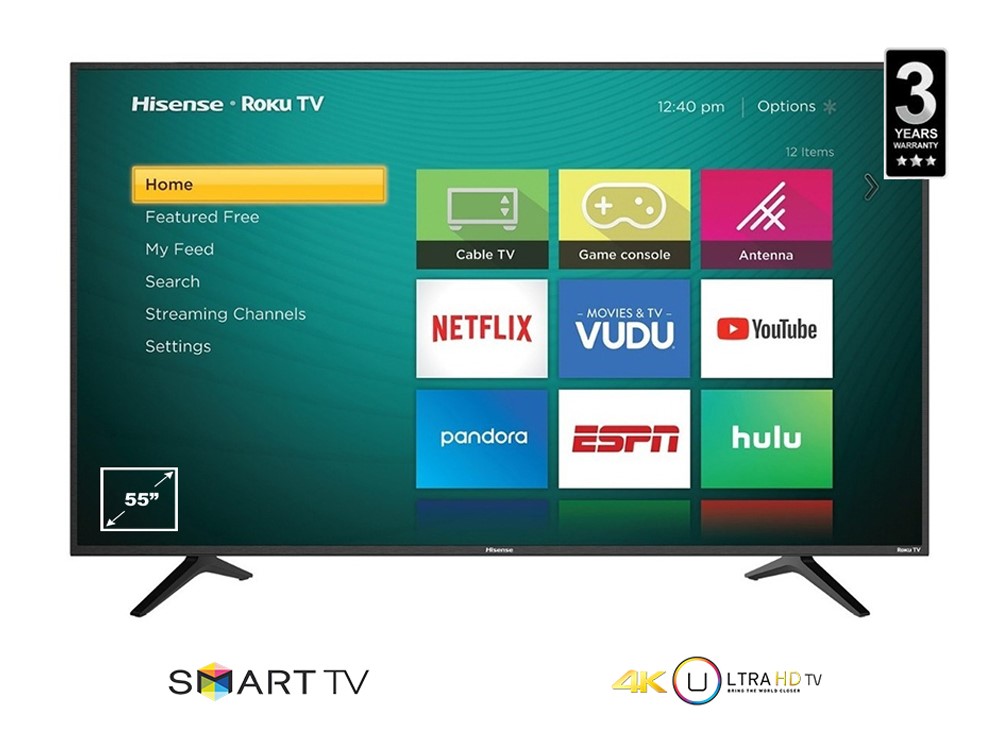 Hisense • Roku TV
12:40 pm | Options *
12 Items
3
YEARS
WARRANTY
Home
Featured Free
My Feed
Search
Streaming Channels
Settings
Cable TV
Game console
Antenna
NETFLIX
MOVIES & TV
VUDU
YouTube
pandora
ESPN
hulu
55”
Hisense
Roku TV
SMART TV
4K ULTRA HD TV
BRING THE WORLD CLOSER